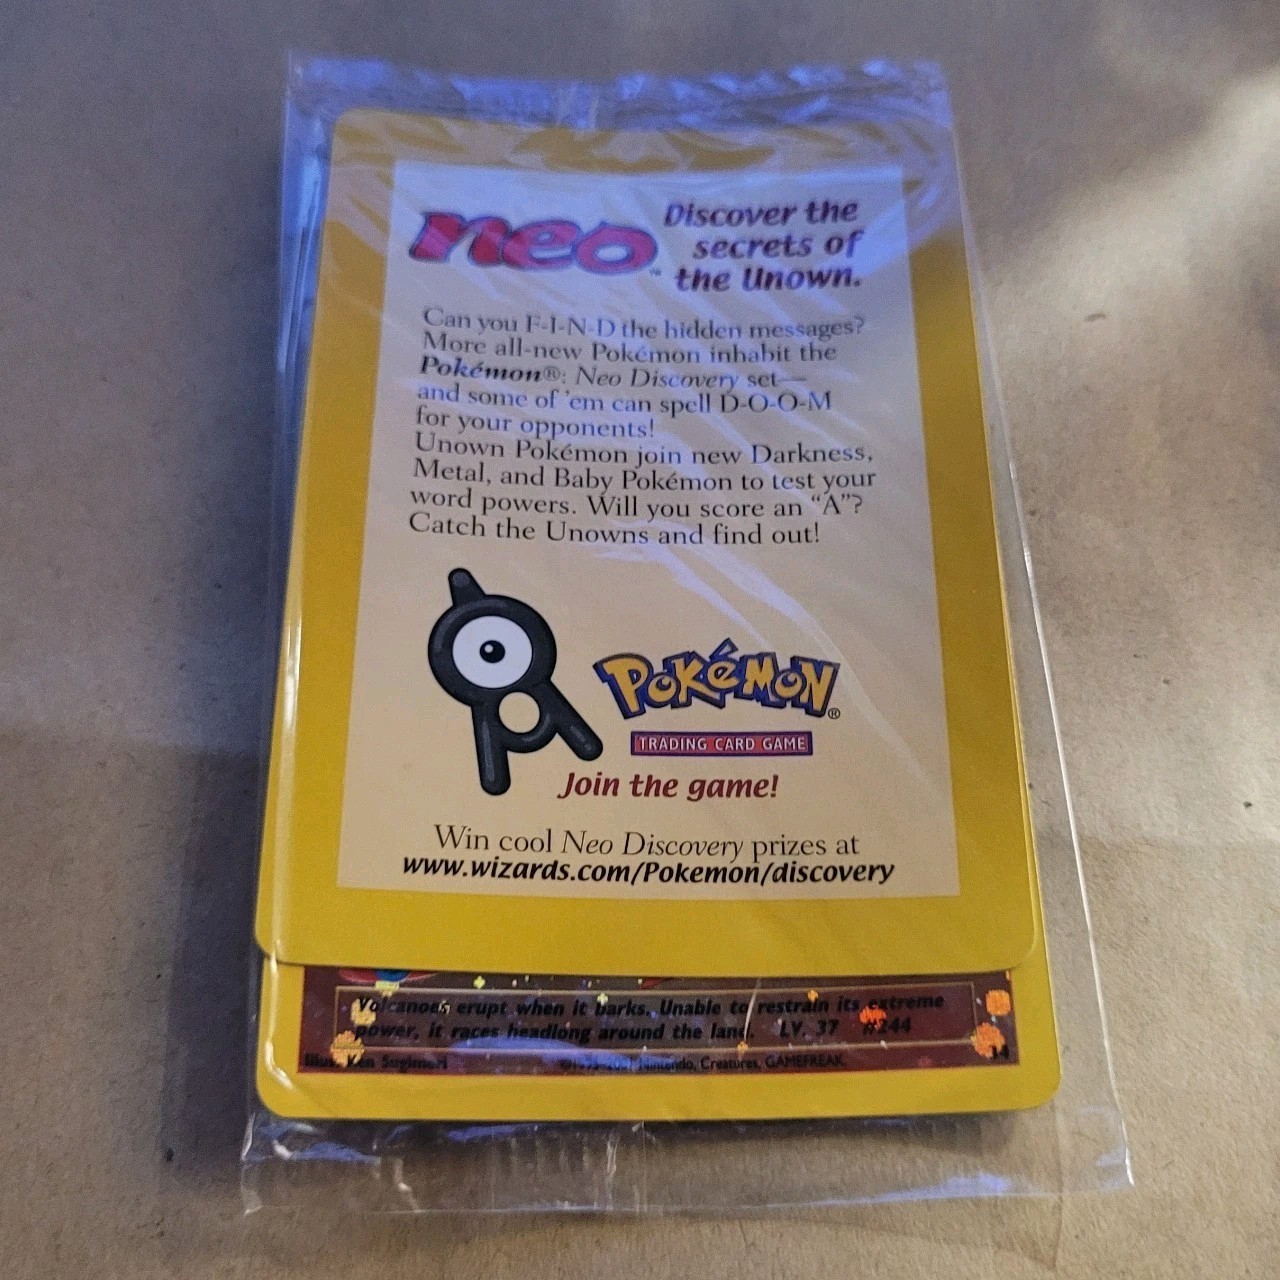 neo™
Discover the
secrets of
the Unown.
Can you F-I-N-D the hidden messages?
More all-new Pokémon inhabit the
Pokémon®: Neo Discovery set—
and some of 'em can spell D-O-O-M
for your opponents!
Unown Pokémon join new Darkness,
Metal, and Baby Pokémon to test your
word powers. Will you score an “A”?
Catch the Unowns and find out!
POKéMON®
TRADING CARD GAME
Join the game!
Win cool Neo Discovery prizes at
www.wizards.com/Pokemon/discovery
Volcanoes erupt when it barks. Unable to restrain its extreme
power, it races headlong around the land. LV. 37 #244
Illus. Ken Sugimori Nintendo, Creatures, GAMEFREAK. 14